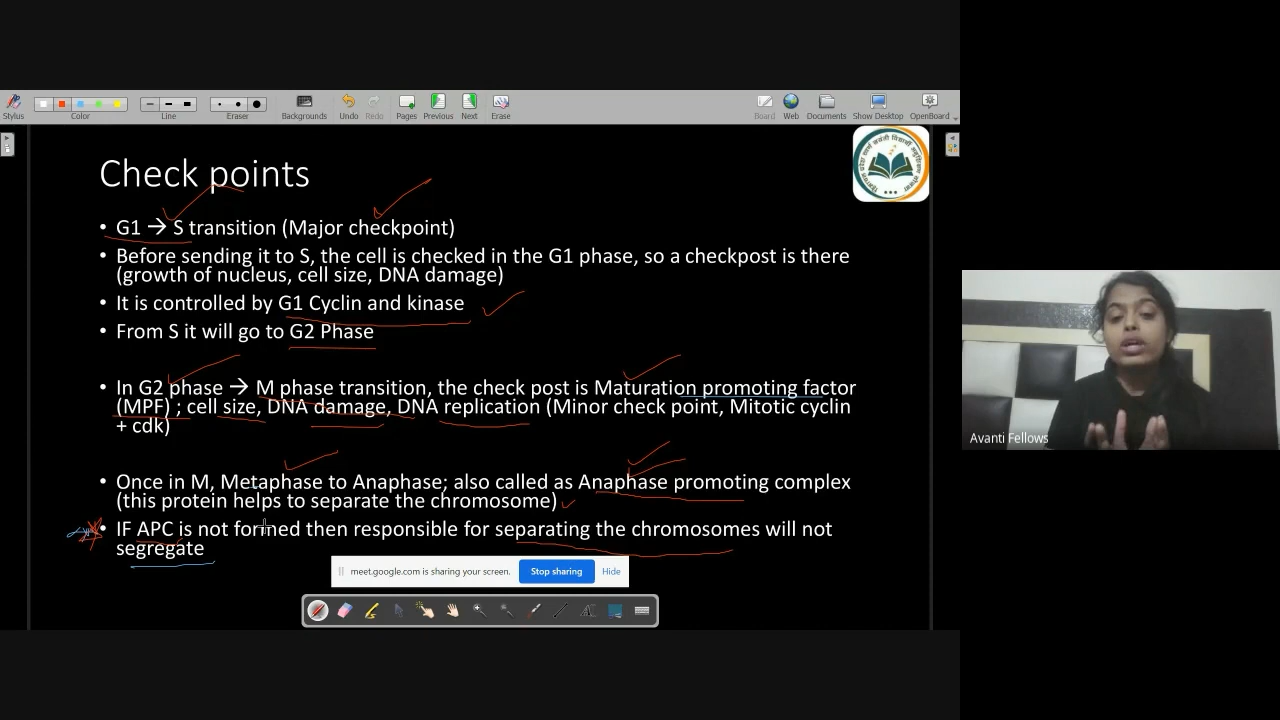 Stylus
Color
Line
Eraser
Backgrounds
Undo
Redo
Pages
Previous
Next
Erase
Board
Web
Documents
Show Desktop
OpenBoard
Check points
• G1 → S transition (Major checkpoint)
• Before sending it to S, the cell is checked in the G1 phase, so a checkpost is there
(growth of nucleus, cell size, DNA damage)
• It is controlled by G1 Cyclin and kinase
• From S it will go to G2 Phase
• In G2 phase → M phase transition, the check post is Maturation promoting factor
(MPF) ; cell size, DNA damage, DNA replication (Minor check point, Mitotic cyclin
+ cdk)
• Once in M, Metaphase to Anaphase; also called as Anaphase promoting complex
(this protein helps to separate the chromosome)
• IF APC is not formed then responsible for separating the chromosomes will not
segregate
meet.google.com is sharing your screen.
Stop sharing
Hide
Avanti Fellows